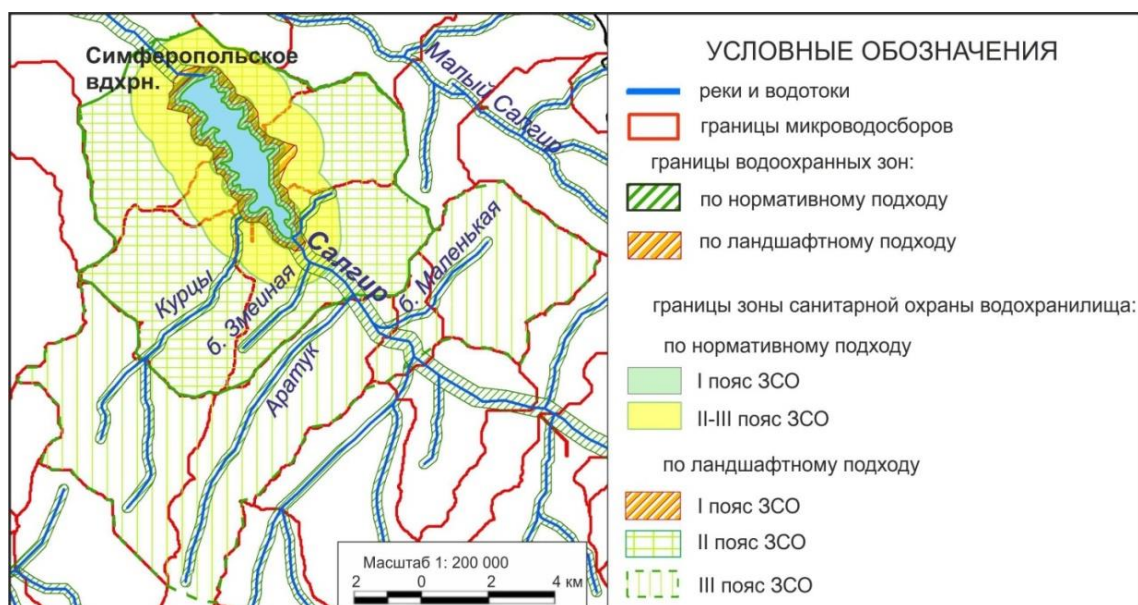 Симферопольское
вдхрн.
Малый Салгир
Салгир
Курцы
б. Змеиная
б. Маленькая
Аратук
Масштаб 1: 200 000
2 0 2 4 км
УСЛОВНЫЕ ОБОЗНАЧЕНИЯ
реки и водотоки
границы микроводосборов
границы водоохранных зон:
по нормативному подходу
по ландшафтному подходу
границы зоны санитарной охраны водохранилища:
по нормативному подходу
I пояс ЗСО
II-III пояс ЗСО
по ландшафтному подходу
I пояс ЗСО
II пояс ЗСО
III пояс ЗСО